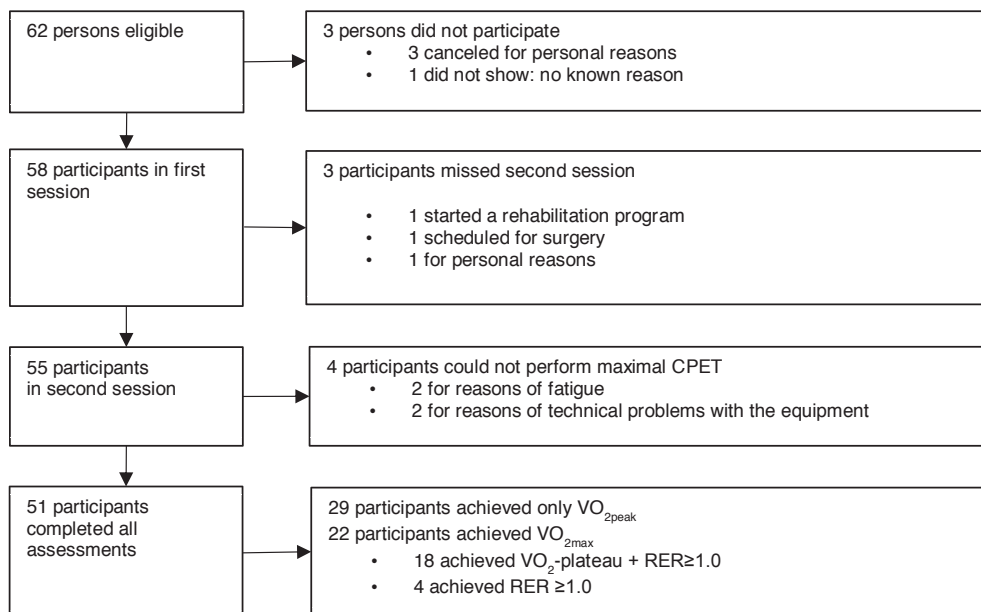 62 persons eligible
3 persons did not participate
• 3 canceled for personal reasons
• 1 did not show: no known reason
58 participants in first
session
3 participants missed second session
• 1 started a rehabilitation program
• 1 scheduled for surgery
• 1 for personal reasons
55 participants
in second session
4 participants could not perform maximal CPET
• 2 for reasons of fatigue
• 2 for reasons of technical problems with the equipment
51 participants
completed all
assessments
29 participants achieved only VO2peak
22 participants achieved VO2max
• 18 achieved VO2-plateau + RER≥1.0
• 4 achieved RER ≥1.0